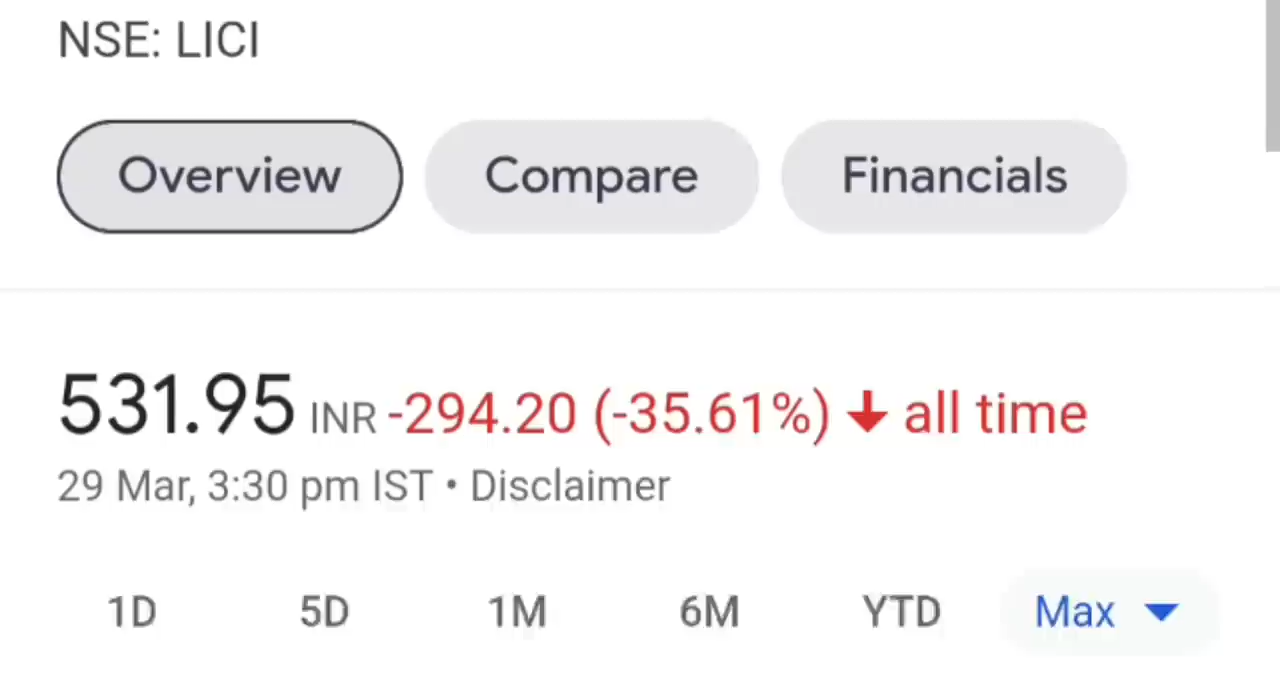 NSE: LICI
Overview Compare Financials
531.95 INR -294.20 (-35.61%) ↓ all time
29 Mar, 3:30 pm IST • Disclaimer
1D 5D 1M 6M YTD Max